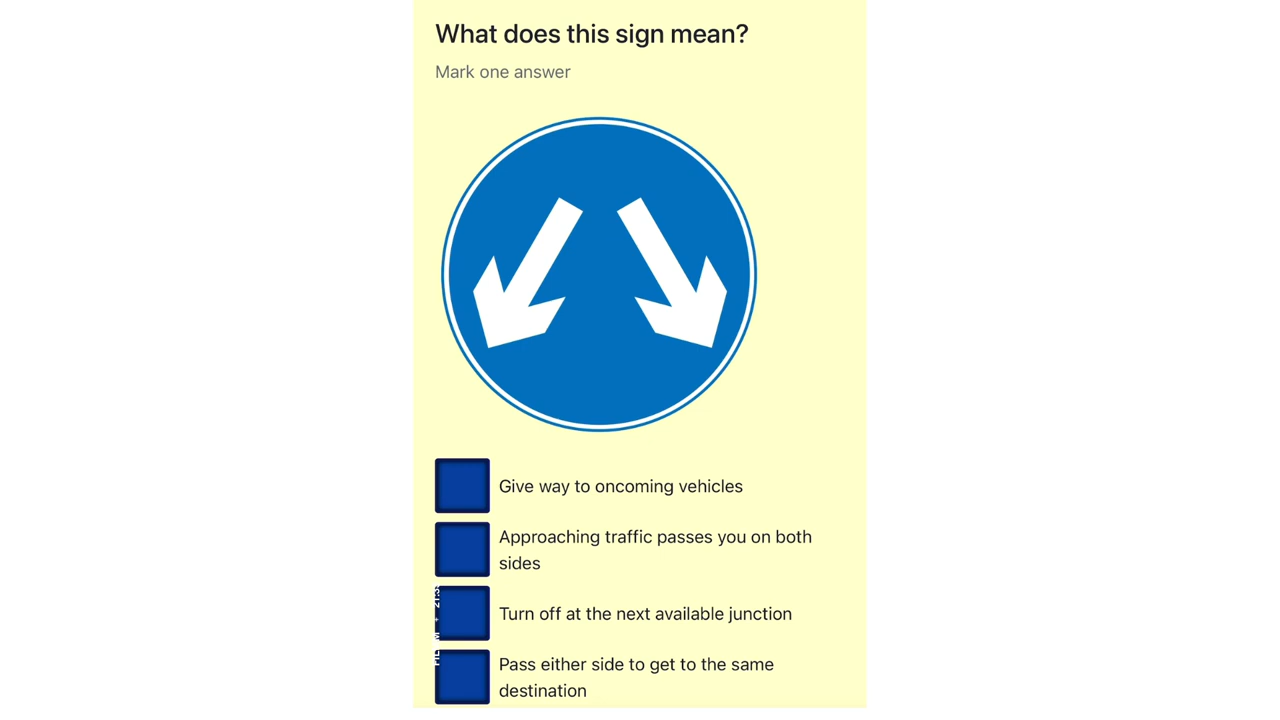 What does this sign mean?
Mark one answer
Give way to oncoming vehicles
Approaching traffic passes you on both
sides
Turn off at the next available junction
Pass either side to get to the same
destination